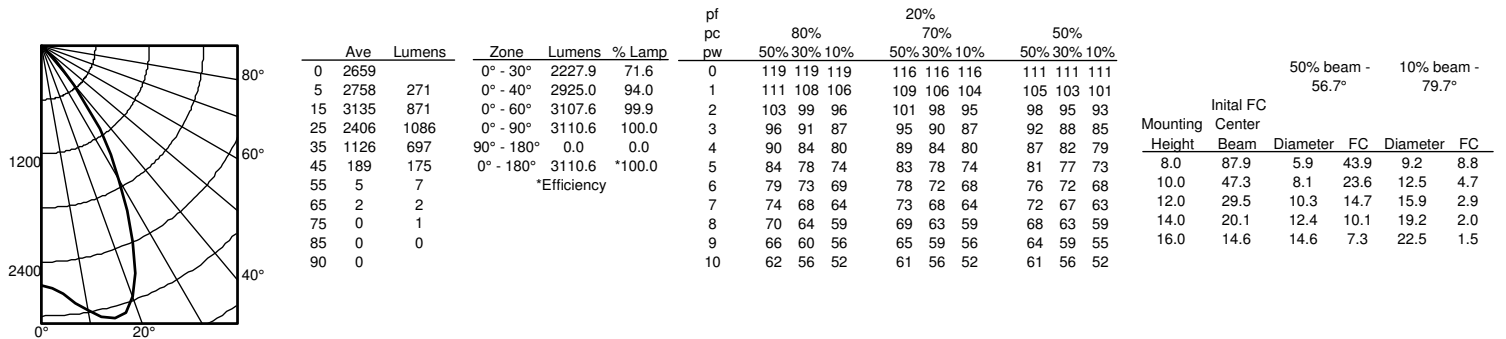 80°
60°
40°
1200
2400
0° 20°
Ave Lumens
0 2659
5 2758 271
15 3135 871
25 2406 1086
35 1126 697
45 189 175
55 5 7
65 2 2
75 0 1
85 0 0
90 0
Zone Lumens % Lamp
0° - 30° 2227.9 71.6
0° - 40° 2925.0 94.0
0° - 60° 3107.6 99.9
0° - 90° 3110.6 100.0
90° - 180° 0.0 0.0
0° - 180° 3110.6 *100.0
*Efficiency
pf 20%
pc 80% 70% 50%
pw 50% 30% 10% 50% 30% 10% 50% 30% 10%
0 119 119 119 116 116 116 111 111 111
1 111 108 106 109 106 104 105 103 101
2 103 99 96 101 98 95 98 95 93
3 96 91 87 95 90 87 92 88 85
4 90 84 80 89 84 80 87 82 79
5 84 78 74 83 78 74 81 77 73
6 79 73 69 78 72 68 76 72 68
7 74 68 64 73 68 64 72 67 63
8 70 64 59 69 63 59 68 63 59
9 66 60 56 65 59 56 64 59 55
10 62 56 52 61 56 52 61 56 52
50% beam - 10% beam -
56.7° 79.7°
Inital FC
Mounting Center
Height Beam Diameter FC Diameter FC
8.0 87.9 5.9 43.9 9.2 8.8
10.0 47.3 8.1 23.6 12.5 4.7
12.0 29.5 10.3 14.7 15.9 2.9
14.0 20.1 12.4 10.1 19.2 2.0
16.0 14.6 14.6 7.3 22.5 1.5